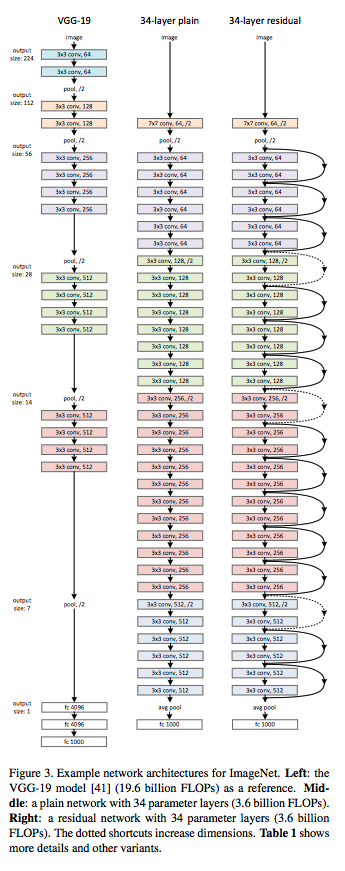 output
size: 224
output
size: 112
output
size: 56
output
size: 28
output
size: 14
output
size: 7
output
size: 1
VGG-19
image
3x3 conv, 64
3x3 conv, 64
pool, /2
3x3 conv, 128
3x3 conv, 128
pool, /2
3x3 conv, 256
3x3 conv, 256
3x3 conv, 256
3x3 conv, 256
pool, /2
3x3 conv, 512
3x3 conv, 512
3x3 conv, 512
3x3 conv, 512
pool, /2
3x3 conv, 512
3x3 conv, 512
3x3 conv, 512
3x3 conv, 512
pool, /2
fc 4096
fc 4096
fc 1000
34-layer plain
image
7x7 conv, 64, /2
pool, /2
3x3 conv, 64
3x3 conv, 64
3x3 conv, 64
3x3 conv, 64
3x3 conv, 64
3x3 conv, 64
3x3 conv, 128, /2
3x3 conv, 128
3x3 conv, 128
3x3 conv, 128
3x3 conv, 128
3x3 conv, 128
3x3 conv, 128
3x3 conv, 128
3x3 conv, 256, /2
3x3 conv, 256
3x3 conv, 256
3x3 conv, 256
3x3 conv, 256
3x3 conv, 256
3x3 conv, 256
3x3 conv, 256
3x3 conv, 256
3x3 conv, 256
3x3 conv, 256
3x3 conv, 256
3x3 conv, 512, /2
3x3 conv, 512
3x3 conv, 512
3x3 conv, 512
3x3 conv, 512
3x3 conv, 512
avg pool
fc 1000
34-layer residual
image
7x7 conv, 64, /2
pool, /2
3x3 conv, 64
3x3 conv, 64
3x3 conv, 64
3x3 conv, 64
3x3 conv, 64
3x3 conv, 64
3x3 conv, 128, /2
3x3 conv, 128
3x3 conv, 128
3x3 conv, 128
3x3 conv, 128
3x3 conv, 128
3x3 conv, 128
3x3 conv, 128
3x3 conv, 256, /2
3x3 conv, 256
3x3 conv, 256
3x3 conv, 256
3x3 conv, 256
3x3 conv, 256
3x3 conv, 256
3x3 conv, 256
3x3 conv, 256
3x3 conv, 256
3x3 conv, 256
3x3 conv, 256
3x3 conv, 512, /2
3x3 conv, 512
3x3 conv, 512
3x3 conv, 512
3x3 conv, 512
3x3 conv, 512
avg pool
fc 1000
Figure 3. Example network architectures for ImageNet. Left: the
VGG-19 model [41] (19.6 billion FLOPs) as a reference. Mid-
dle: a plain network with 34 parameter layers (3.6 billion FLOPs).
Right: a residual network with 34 parameter layers (3.6 billion
FLOPs). The dotted shortcuts increase dimensions. Table 1 shows
more details and other variants.